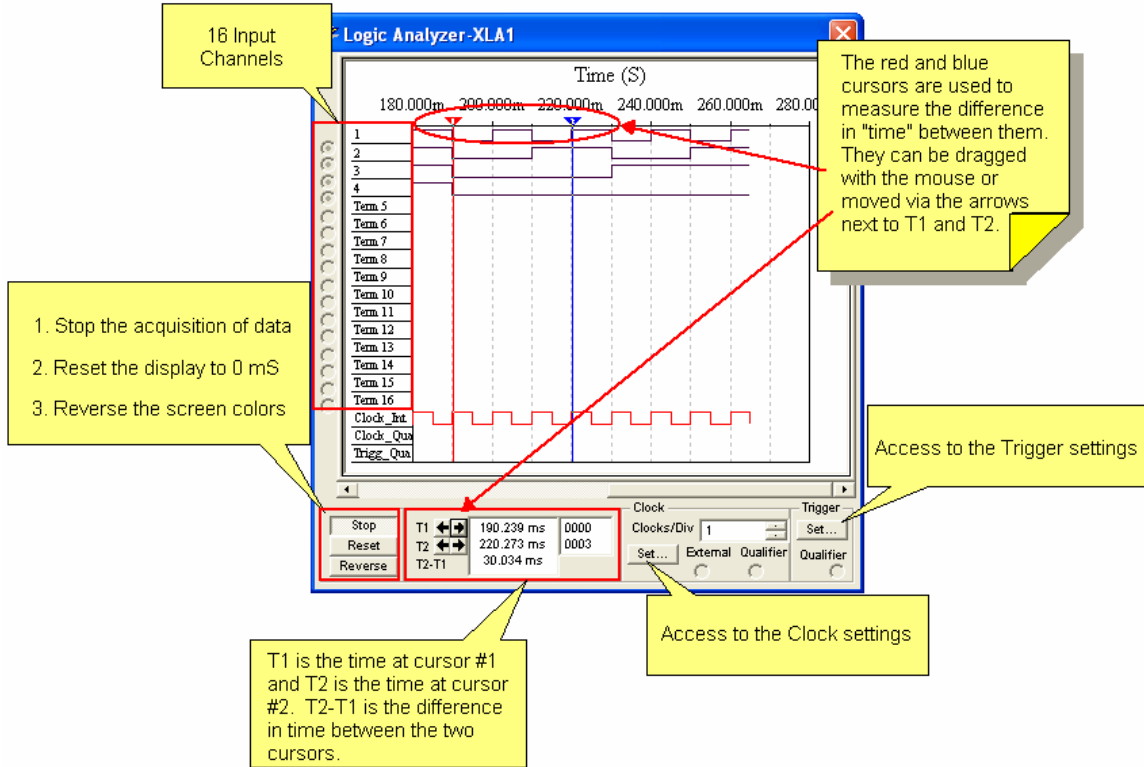 16 Input
Channels
Logic Analyzer-XLA1
Time (S)
180.000m 200.000m 220.000m 240.000m 260.000m 280.00
The red and blue
cursors are used to
measure the difference
in "time" between them.
They can be dragged
with the mouse or
moved via the arrows
next to T1 and T2.
1
2
3
4
Term 5
Term 6
Term 7
Term 8
Term 9
Term 10
Term 11
Term 12
Term 13
Term 14
Term 15
Term 16
Clock_Int
Clock_Qua
Trigg_Qua
1. Stop the acquisition of data
2. Reset the display to 0 mS
3. Reverse the screen colors
Access to the Trigger settings
Stop
Reset
Reverse
T1 190.239 ms 0000
T2 220.273 ms 0003
T2-T1 30.034 ms
Clock
Clocks/Div 1
Set... External Qualifier
Trigger
Set...
Qualifier
Access to the Clock settings
T1 is the time at cursor #1
and T2 is the time at cursor
#2. T2-T1 is the difference
in time between the two
cursors.